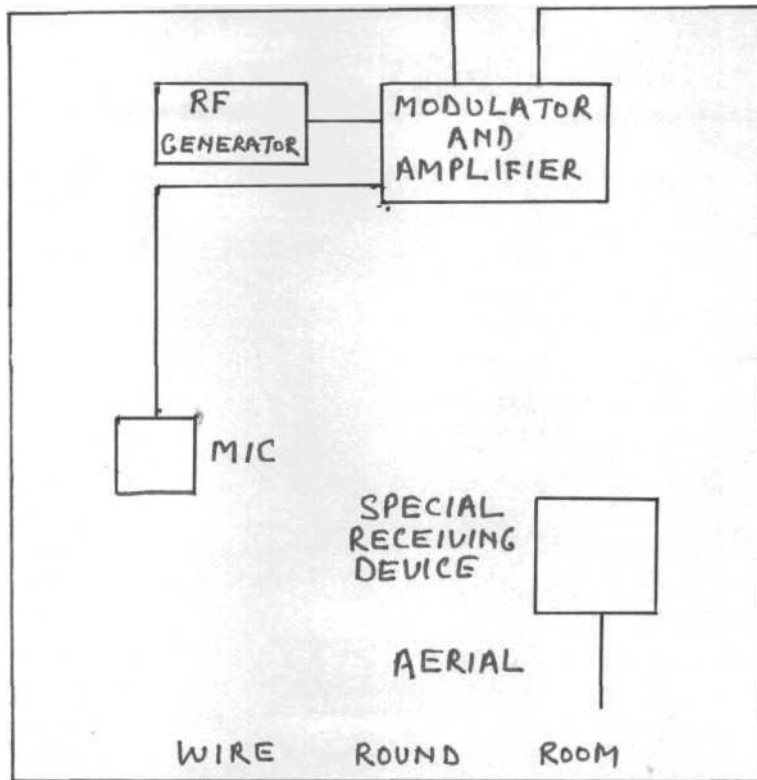 RF
GENERATOR
MODULATOR
AND
AMPLIFIER
MIC
SPECIAL
RECEIVING
DEVICE
AERIAL
WIRE ROUND ROOM